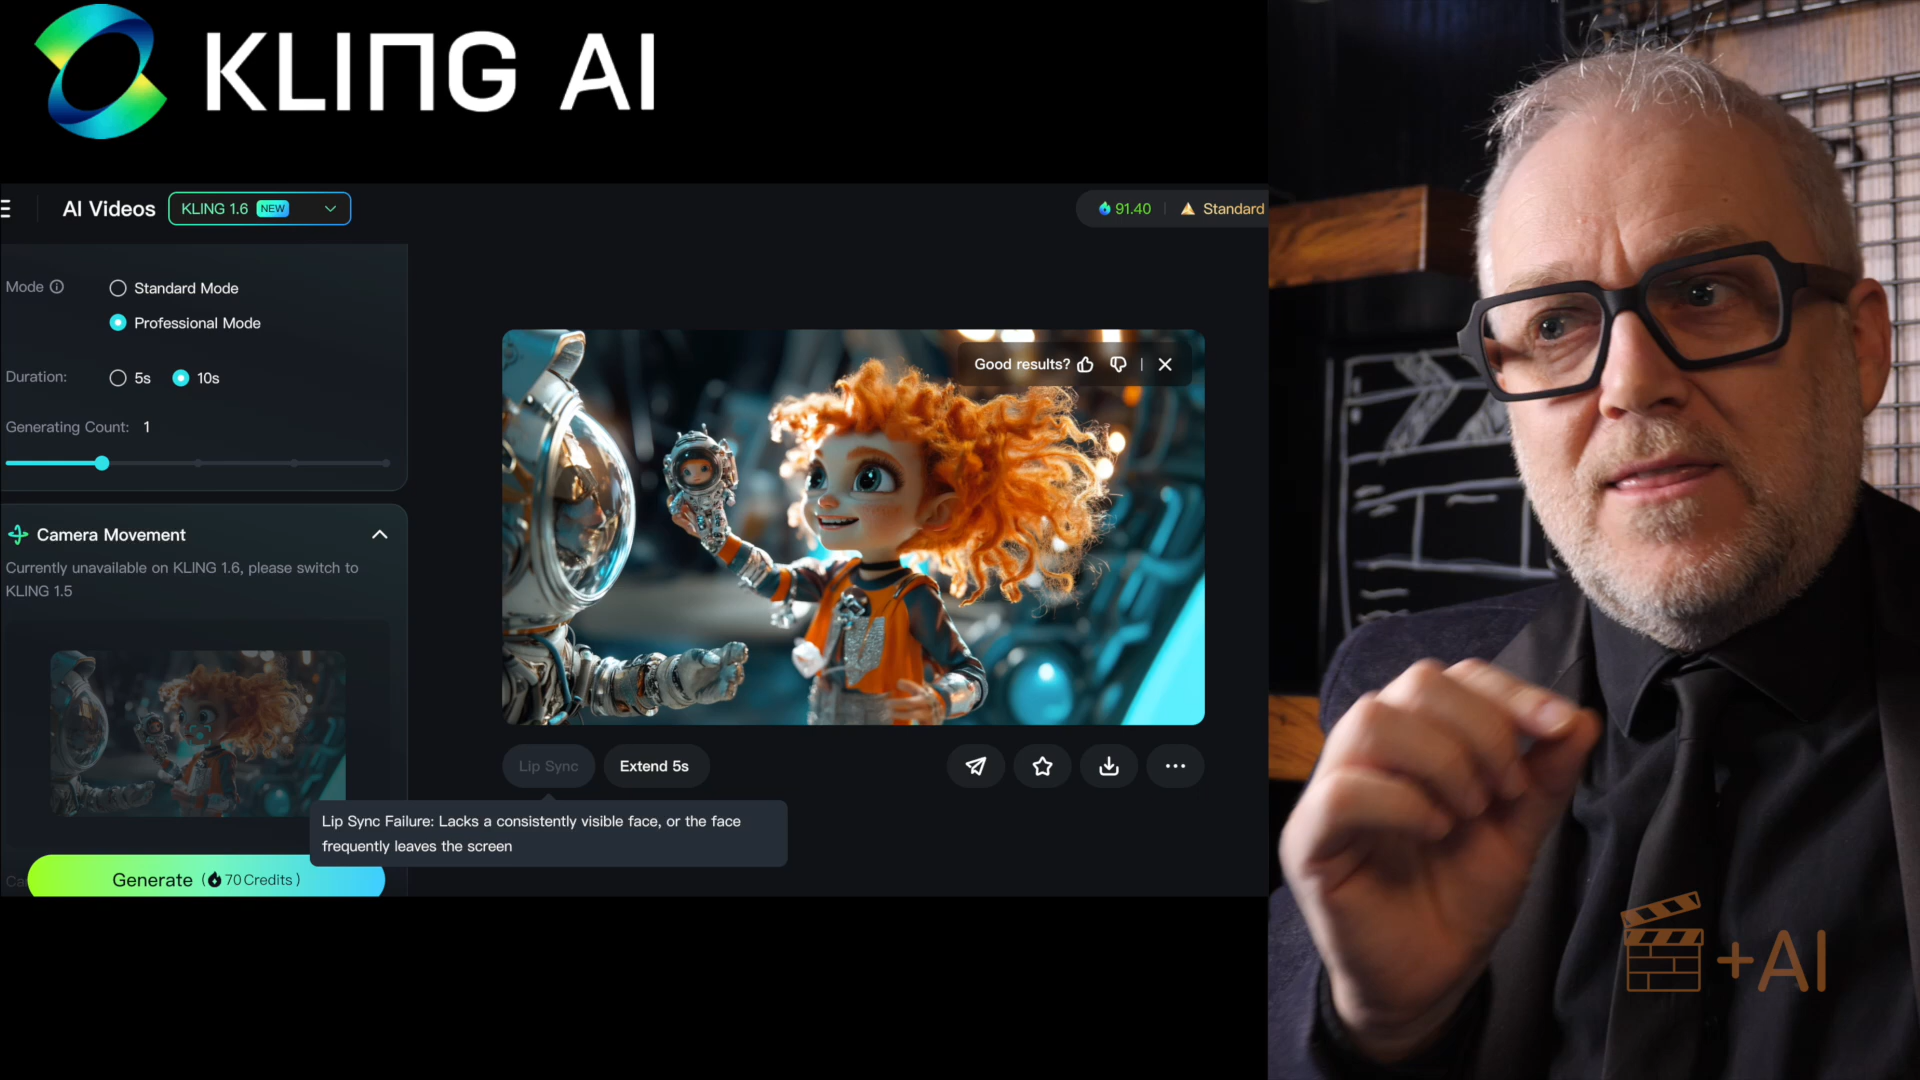 KLING AI
AI Videos
KLING 1.6 NEW
91.40
Standard
Mode
Standard Mode
Professional Mode
Duration:
5s
10s
Generating Count: 1
Camera Movement
Currently unavailable on KLING 1.6, please switch to
KLING 1.5
Good results?
Lip Sync
Extend 5s
Lip Sync Failure: Lacks a consistently visible face, or the face
frequently leaves the screen
Generate (70 Credits)
+AI